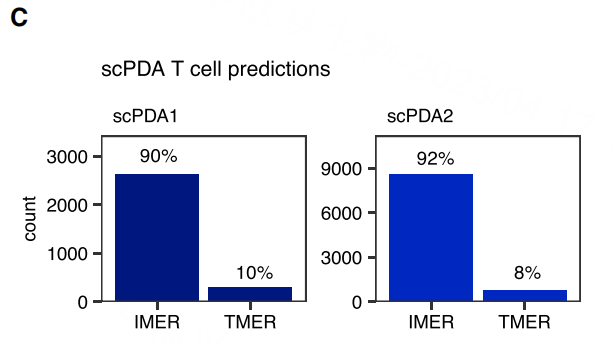 C
scPDA T cell predictions
scPDA1
scPDA2
count
3000
2000
1000
0
90%
10%
IMER
TMER
9000
6000
3000
0
92%
8%
IMER
TMER